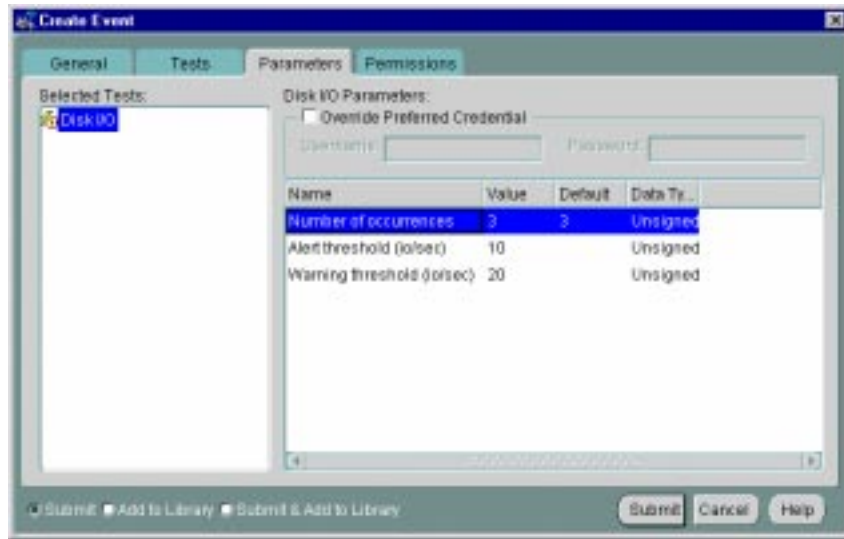 Create Event
General Tests Parameters Permissions
Selected Tests:
Disk I/O
Disk I/O Parameters:
Override Preferred Credential
Username: Password:
Name Value Default Data Ty...
Number of occurrences 3 3 Unsigned
Alert threshold (io/sec) 10 Unsigned
Warning threshold (io/sec) 20 Unsigned
Submit Add to Library Submit & Add to Library
Submit Cancel Help